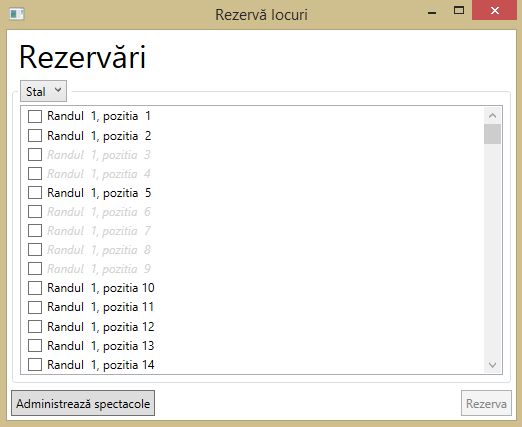 Rezervă locuri
Rezervări
Stal
Randul 1, pozitia 1
Randul 1, pozitia 2
Randul 1, pozitia 3
Randul 1, pozitia 4
Randul 1, pozitia 5
Randul 1, pozitia 6
Randul 1, pozitia 7
Randul 1, pozitia 8
Randul 1, pozitia 9
Randul 1, pozitia 10
Randul 1, pozitia 11
Randul 1, pozitia 12
Randul 1, pozitia 13
Randul 1, pozitia 14
Administrează spectacole Rezerva